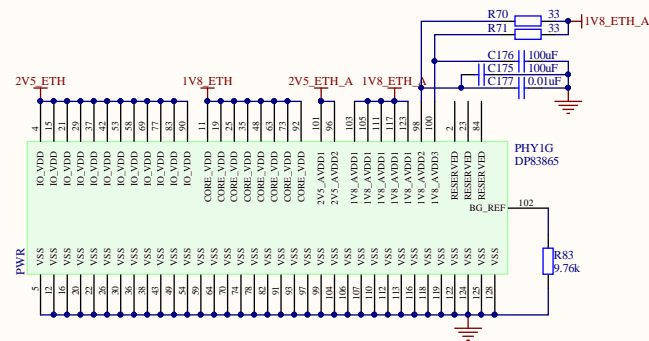 R70 33 1V8_ETH_A
R71 33
C176 100uF
C175 100uF
C177 0.01uF
2V5_ETH 1V8_ETH 2V5_ETH_A 1V8_ETH_A
4 15 21 29 37 42 53 58 69 77 83 90 11 19 25 35 48 63 73 92 101 96 103 105 111 117 123 98 100 2 23 84
PHY1G
DP83865
IO_VDD IO_VDD IO_VDD IO_VDD IO_VDD IO_VDD IO_VDD IO_VDD IO_VDD IO_VDD IO_VDD IO_VDD CORE_VDD CORE_VDD CORE_VDD CORE_VDD CORE_VDD CORE_VDD CORE_VDD CORE_VDD 2V5_AVDD1 2V5_AVDD2 1V8_AVDD1 1V8_AVDD1 1V8_AVDD1 1V8_AVDD1 1V8_AVDD1 1V8_AVDD2 1V8_AVDD3 RESERVED RESERVED RESERVED
BG_REF 102
PWR
VSS VSS VSS VSS VSS VSS VSS VSS VSS VSS VSS VSS VSS VSS VSS VSS VSS VSS VSS VSS VSS VSS VSS VSS VSS VSS VSS VSS VSS VSS VSS VSS VSS VSS VSS
R83
9.76k
5 12 16 20 22 26 30 36 38 43 49 54 59 64 70 74 78 82 91 93 97 99 104 106 107 110 112 113 116 118 119 122 124 125 128